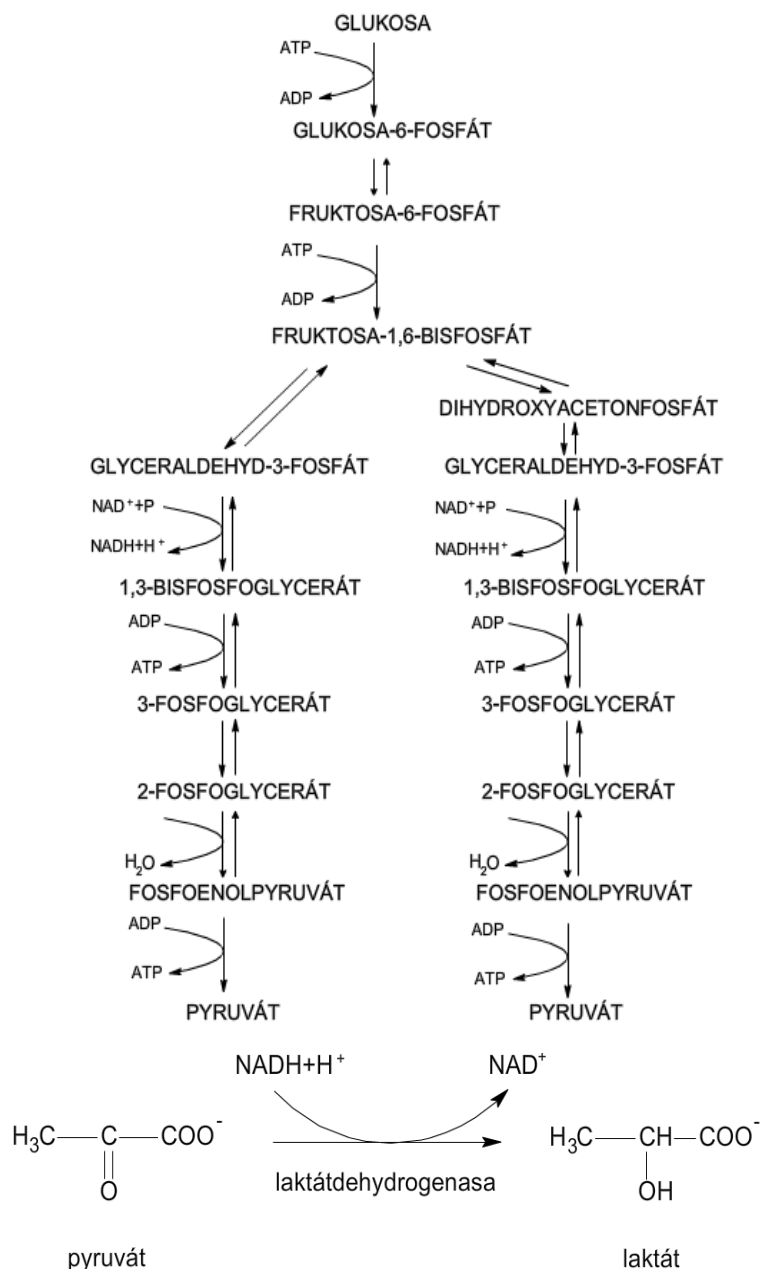 GLUKOSA
ATP
ADP
GLUKOSA-6-FOSFÁT
FRUKTOSA-6-FOSFÁT
ATP
ADP
FRUKTOSA-1,6-BISFOSFÁT
DIHYDROXYACETONFOSFÁT
GLYCERALDEHYD-3-FOSFÁT GLYCERALDEHYD-3-FOSFÁT
NAD⁺+P NAD⁺+P
NADH+H⁺ NADH+H⁺
1,3-BISFOSFOGLYCERÁT 1,3-BISFOSFOGLYCERÁT
ADP ADP
ATP ATP
3-FOSFOGLYCERÁT 3-FOSFOGLYCERÁT
2-FOSFOGLYCERÁT 2-FOSFOGLYCERÁT
H₂O H₂O
FOSFOENOLPYRUVÁT FOSFOENOLPYRUVÁT
ADP ADP
ATP ATP
PYRUVÁT PYRUVÁT
NADH+H⁺ NAD⁺
H₃C—C—COO⁻ H₃C—CH—COO⁻
O OH
laktátdehydrogenasa
pyruvát laktát